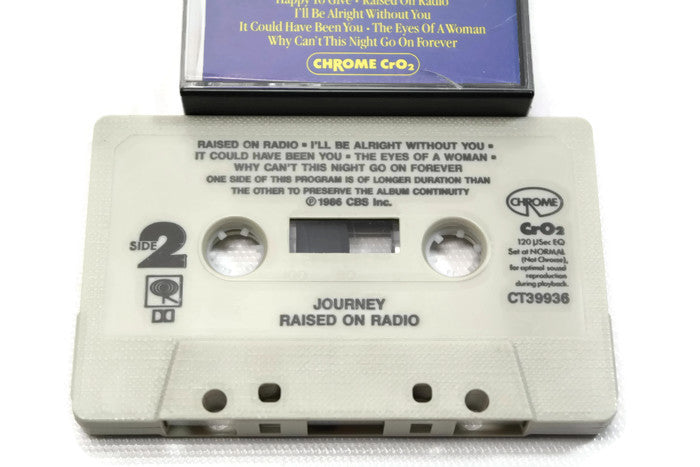 Happy To Give • Raised On Radio
I'll Be Alright Without You
It Could Have Been You • The Eyes Of A Woman
Why Can't This Night Go On Forever
CHROME CrO2
RAISED ON RADIO • I'LL BE ALRIGHT WITHOUT YOU •
IT COULD HAVE BEEN YOU • THE EYES OF A WOMAN •
WHY CAN'T THIS NIGHT GO ON FOREVER
ONE SIDE OF THIS PROGRAM IS OF LONGER DURATION THAN
THE OTHER TO PRESERVE THE ALBUM CONTINUITY
℗ 1986 CBS Inc.
SIDE 2
CHROME
CrO2
120 µSec EQ
Set at NORMAL
(Not Chrome),
for optimal sound
reproduction
during playback.
CT39936
JOURNEY
RAISED ON RADIO